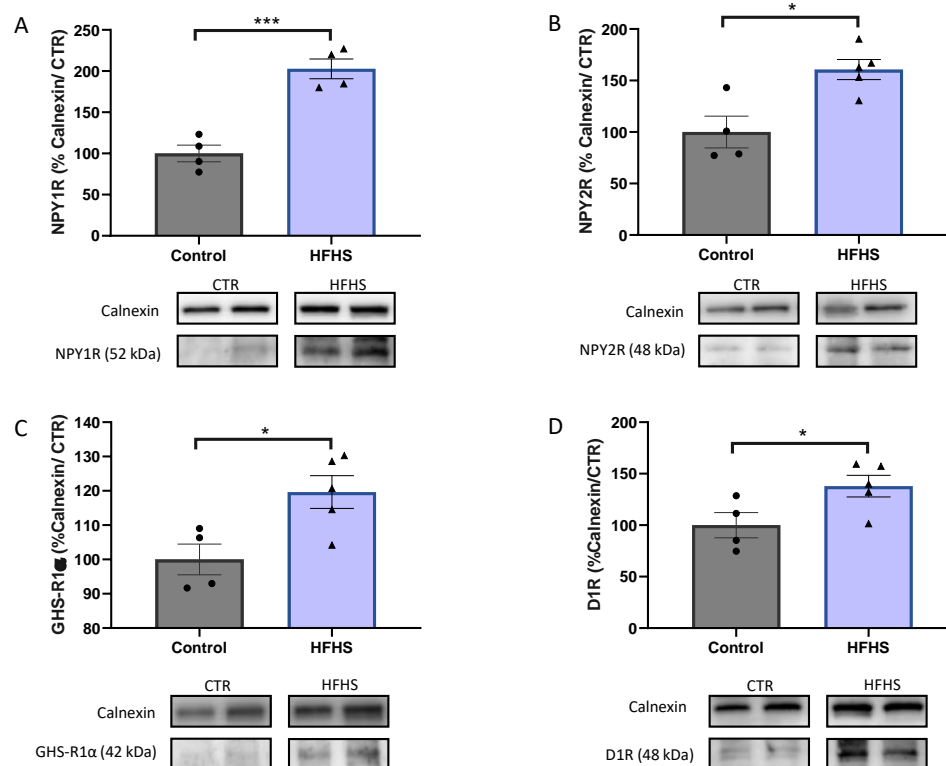 A
NPY1R (% Calnexin/ CTR)
250
200
150
100
50
0
***
Control
HFHS
CTR
HFHS
Calnexin
NPY1R (52 kDa)
B
NPY2R (% Calnexin/ CTR)
200
150
100
50
0
*
Control
HFHS
CTR
HFHS
Calnexin
NPY2R (48 kDa)
C
GHS-R1α (%Calnexin/ CTR)
140
130
120
110
100
90
80
*
Control
HFHS
CTR
HFHS
Calnexin
GHS-R1α (42 kDa)
D
D1R (%Calnexin/CTR)
200
150
100
50
0
*
Control
HFHS
CTR
HFHS
Calnexin
D1R (48 kDa)